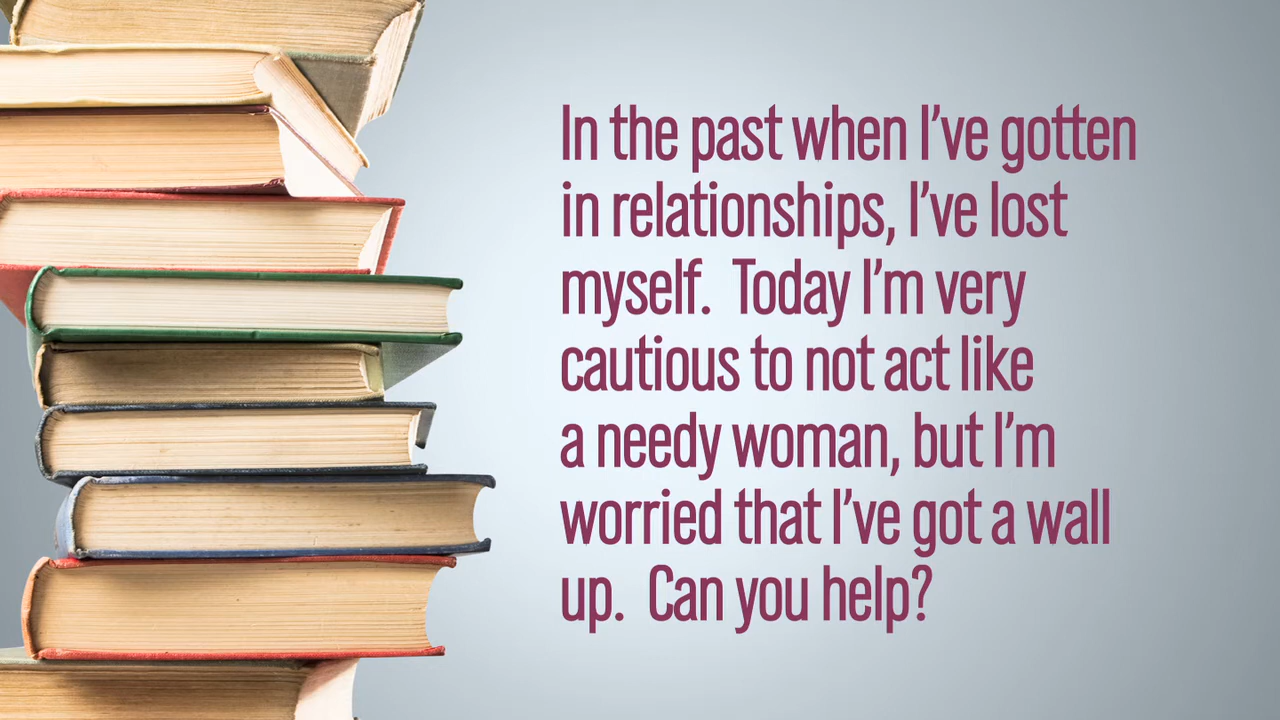 In the past when I’ve gotten
in relationships, I’ve lost
myself.  Today I’m very
cautious to not act like
a needy woman, but I’m
worried that I’ve got a wall
up.  Can you help?